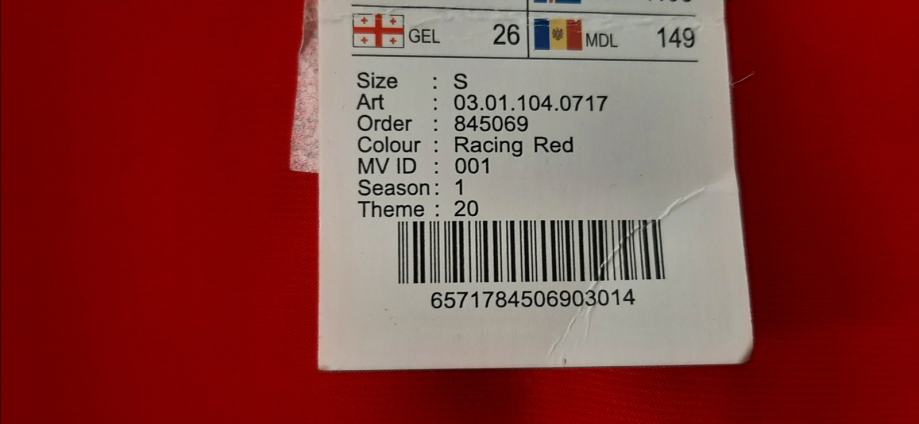 GEL 26 MDL 149
Size : S
Art : 03.01.104.0717
Order : 845069
Colour : Racing Red
MV ID : 001
Season : 1
Theme : 20
6571784506903014